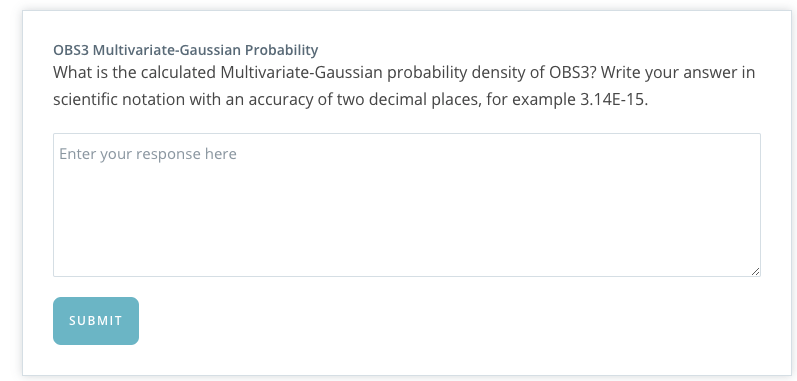 OBS3 Multivariate-Gaussian Probability
What is the calculated Multivariate-Gaussian probability density of OBS3? Write your answer in
scientific notation with an accuracy of two decimal places, for example 3.14E-15.
Enter your response here
SUBMIT